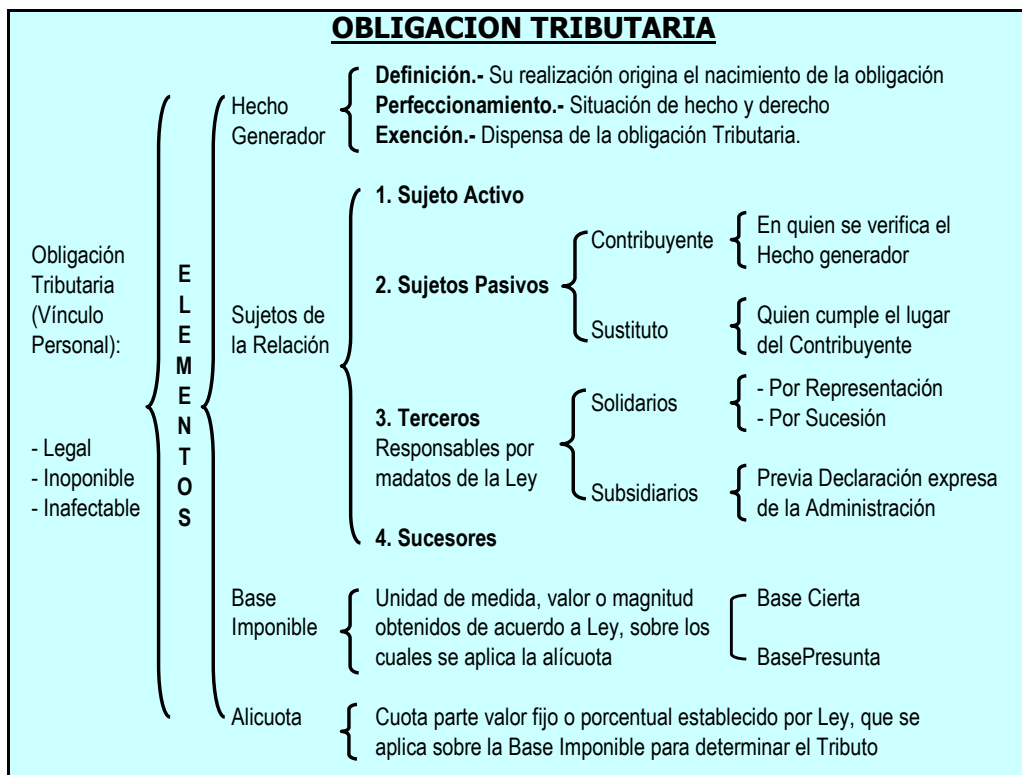 OBLIGACION TRIBUTARIA
Obligación
Tributaria
(Vínculo
Personal):
- Legal
- Inoponible
- Inafectable
E
L
E
M
E
N
T
O
S
Hecho
Generador
Definición.- Su realización origina el nacimiento de la obligación
Perfeccionamiento.- Situación de hecho y derecho
Exención.- Dispensa de la obligación Tributaria.
Sujetos de
la Relación
1. Sujeto Activo
2. Sujetos Pasivos
Contribuyente
En quien se verifica el
Hecho generador
Sustituto
Quien cumple el lugar
del Contribuyente
3. Terceros
Responsables por
madatos de la Ley
Solidarios
- Por Representación
- Por Sucesión
Subsidiarios
Previa Declaración expresa
de la Administración
4. Sucesores
Base
Imponible
Unidad de medida, valor o magnitud
obtenidos de acuerdo a Ley, sobre los
cuales se aplica la alícuota
Base Cierta
BasePresunta
Alicuota
Cuota parte valor fijo o porcentual establecido por Ley, que se
aplica sobre la Base Imponible para determinar el Tributo